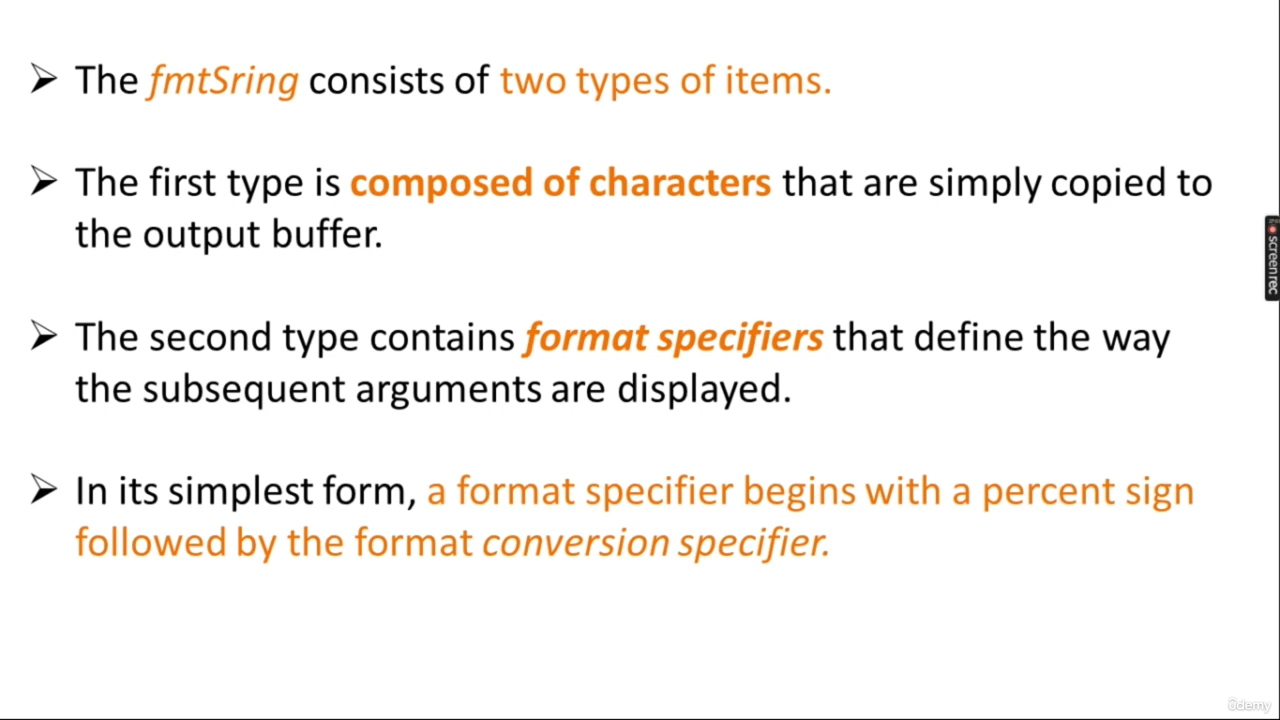 The fmtSring consists of two types of items.
The first type is composed of characters that are simply copied to
the output buffer.
The second type contains format specifiers that define the way
the subsequent arguments are displayed.
In its simplest form, a format specifier begins with a percent sign
followed by the format conversion specifier.
screenrec
ûdemy